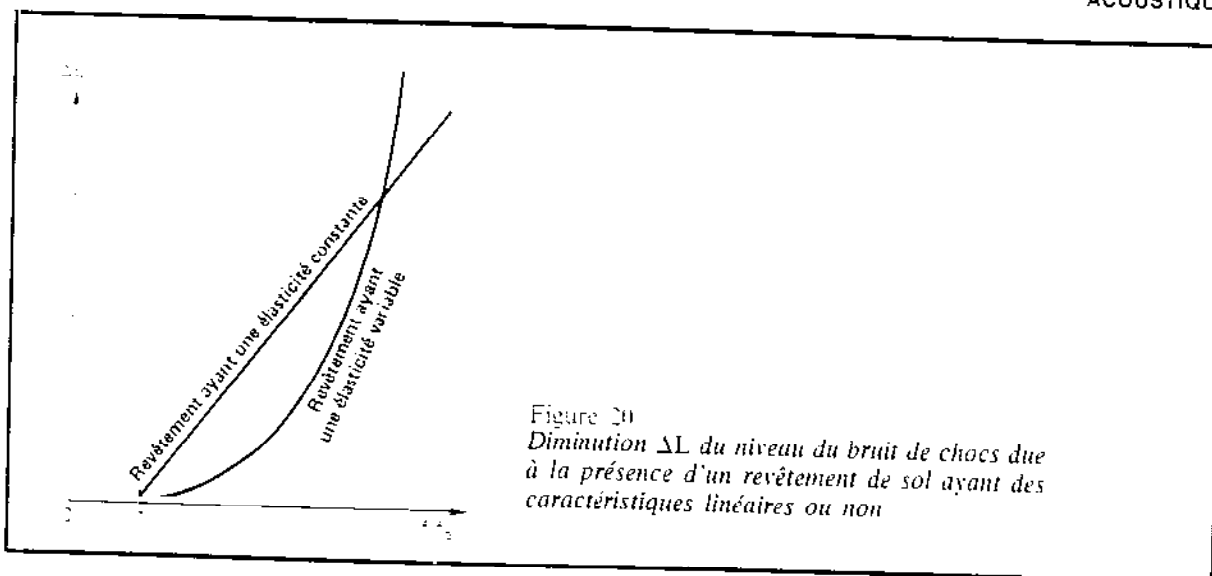 Revêtement ayant une élasticité constante
Revêtement ayant
une élasticité variable
Figure 20
Diminution ΔL du niveau du bruit de chocs due
à la présence d'un revêtement de sol ayant des
caractéristiques linéaires ou non